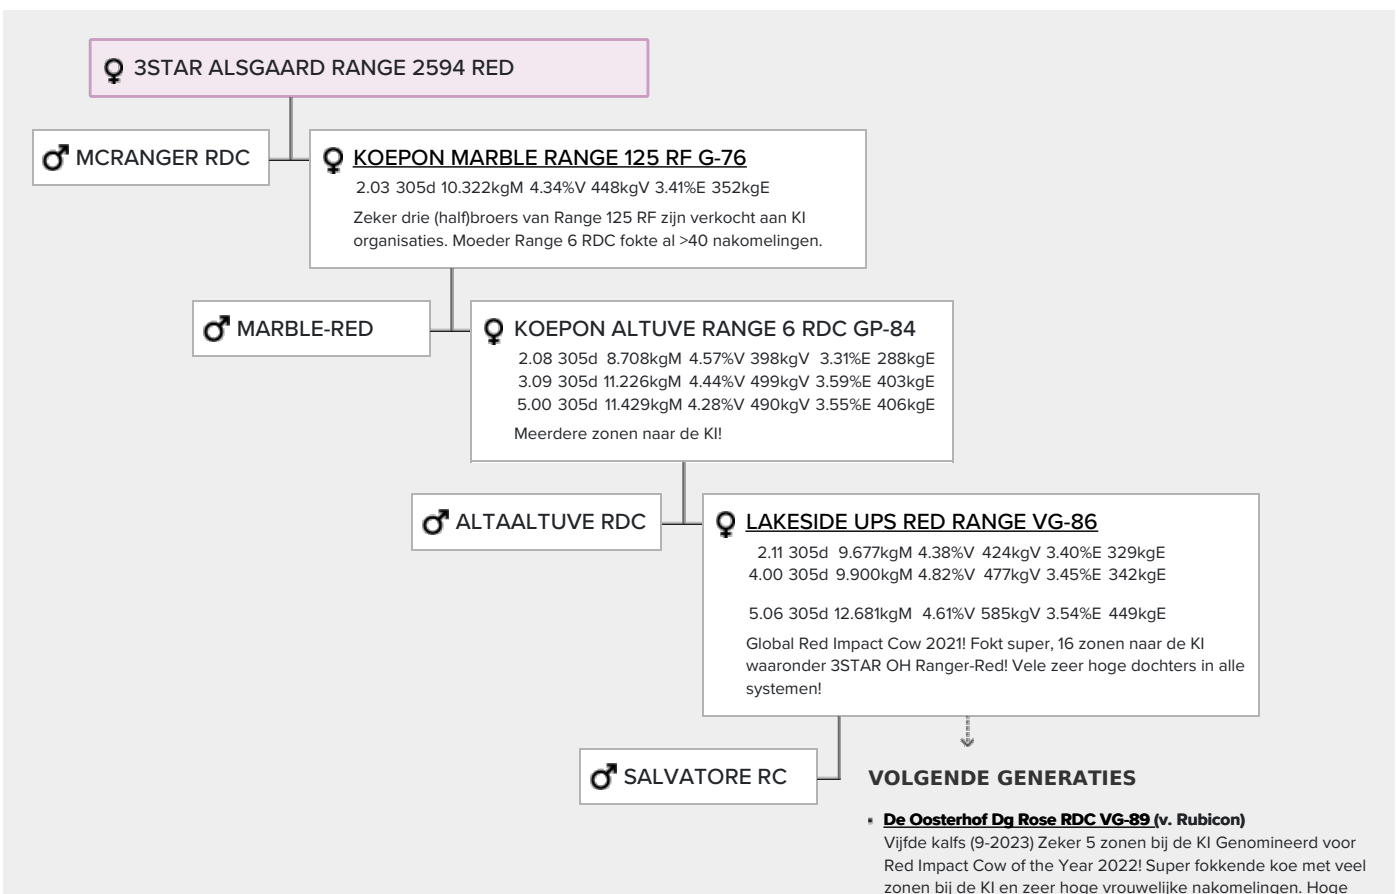 3STAR ALSGAARD RANGE 2594 RED
MCRANGER RDC
KOEPON MARBLE RANGE 125 RF G-76
2.03 305d 10.322kgM 4.34%V 448kgV 3.41%E 352kgE
Zeker drie (half)broers van Range 125 RF zijn verkocht aan KI
organisaties. Moeder Range 6 RDC fokte al >40 nakomelingen.
MARBLE-RED
KOEPON ALTUVE RANGE 6 RDC GP-84
2.08 305d 8.708kgM 4.57%V 398kgV 3.31%E 288kgE
3.09 305d 11.226kgM 4.44%V 499kgV 3.59%E 403kgE
5.00 305d 11.429kgM 4.28%V 490kgV 3.55%E 406kgE
Meerdere zonen naar de KI!
ALTAALTUVE RDC
LAKESIDE UPS RED RANGE VG-86
2.11 305d 9.677kgM 4.38%V 424kgV 3.40%E 329kgE
4.00 305d 9.900kgM 4.82%V 477kgV 3.45%E 342kgE
5.06 305d 12.681kgM 4.61%V 585kgV 3.54%E 449kgE
Global Red Impact Cow 2021! Fokt super, 16 zonen naar de KI
waaronder 3STAR OH Ranger-Red! Vele zeer hoge dochters in alle
systemen!
SALVATORE RC
VOLGENDE GENERATIES
▪ De Oosterhof Dg Rose RDC VG-89 (v. Rubicon)
Vijfde kalfs (9-2023) Zeker 5 zonen bij de KI Genomineerd voor
Red Impact Cow of the Year 2022! Super fokkende koe met veel
zonen bij de KI en zeer hoge vrouwelijke nakomelingen. Hoge